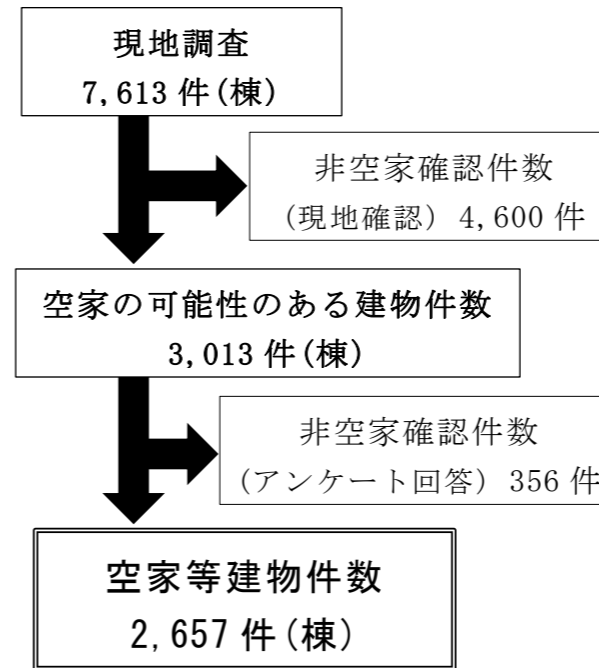 現地調査
7,613 件(棟)
非空家確認件数
(現地確認) 4,600 件
空家の可能性のある建物件数
3,013 件(棟)
非空家確認件数
(アンケート回答) 356 件
空家等建物件数
2,657 件(棟)